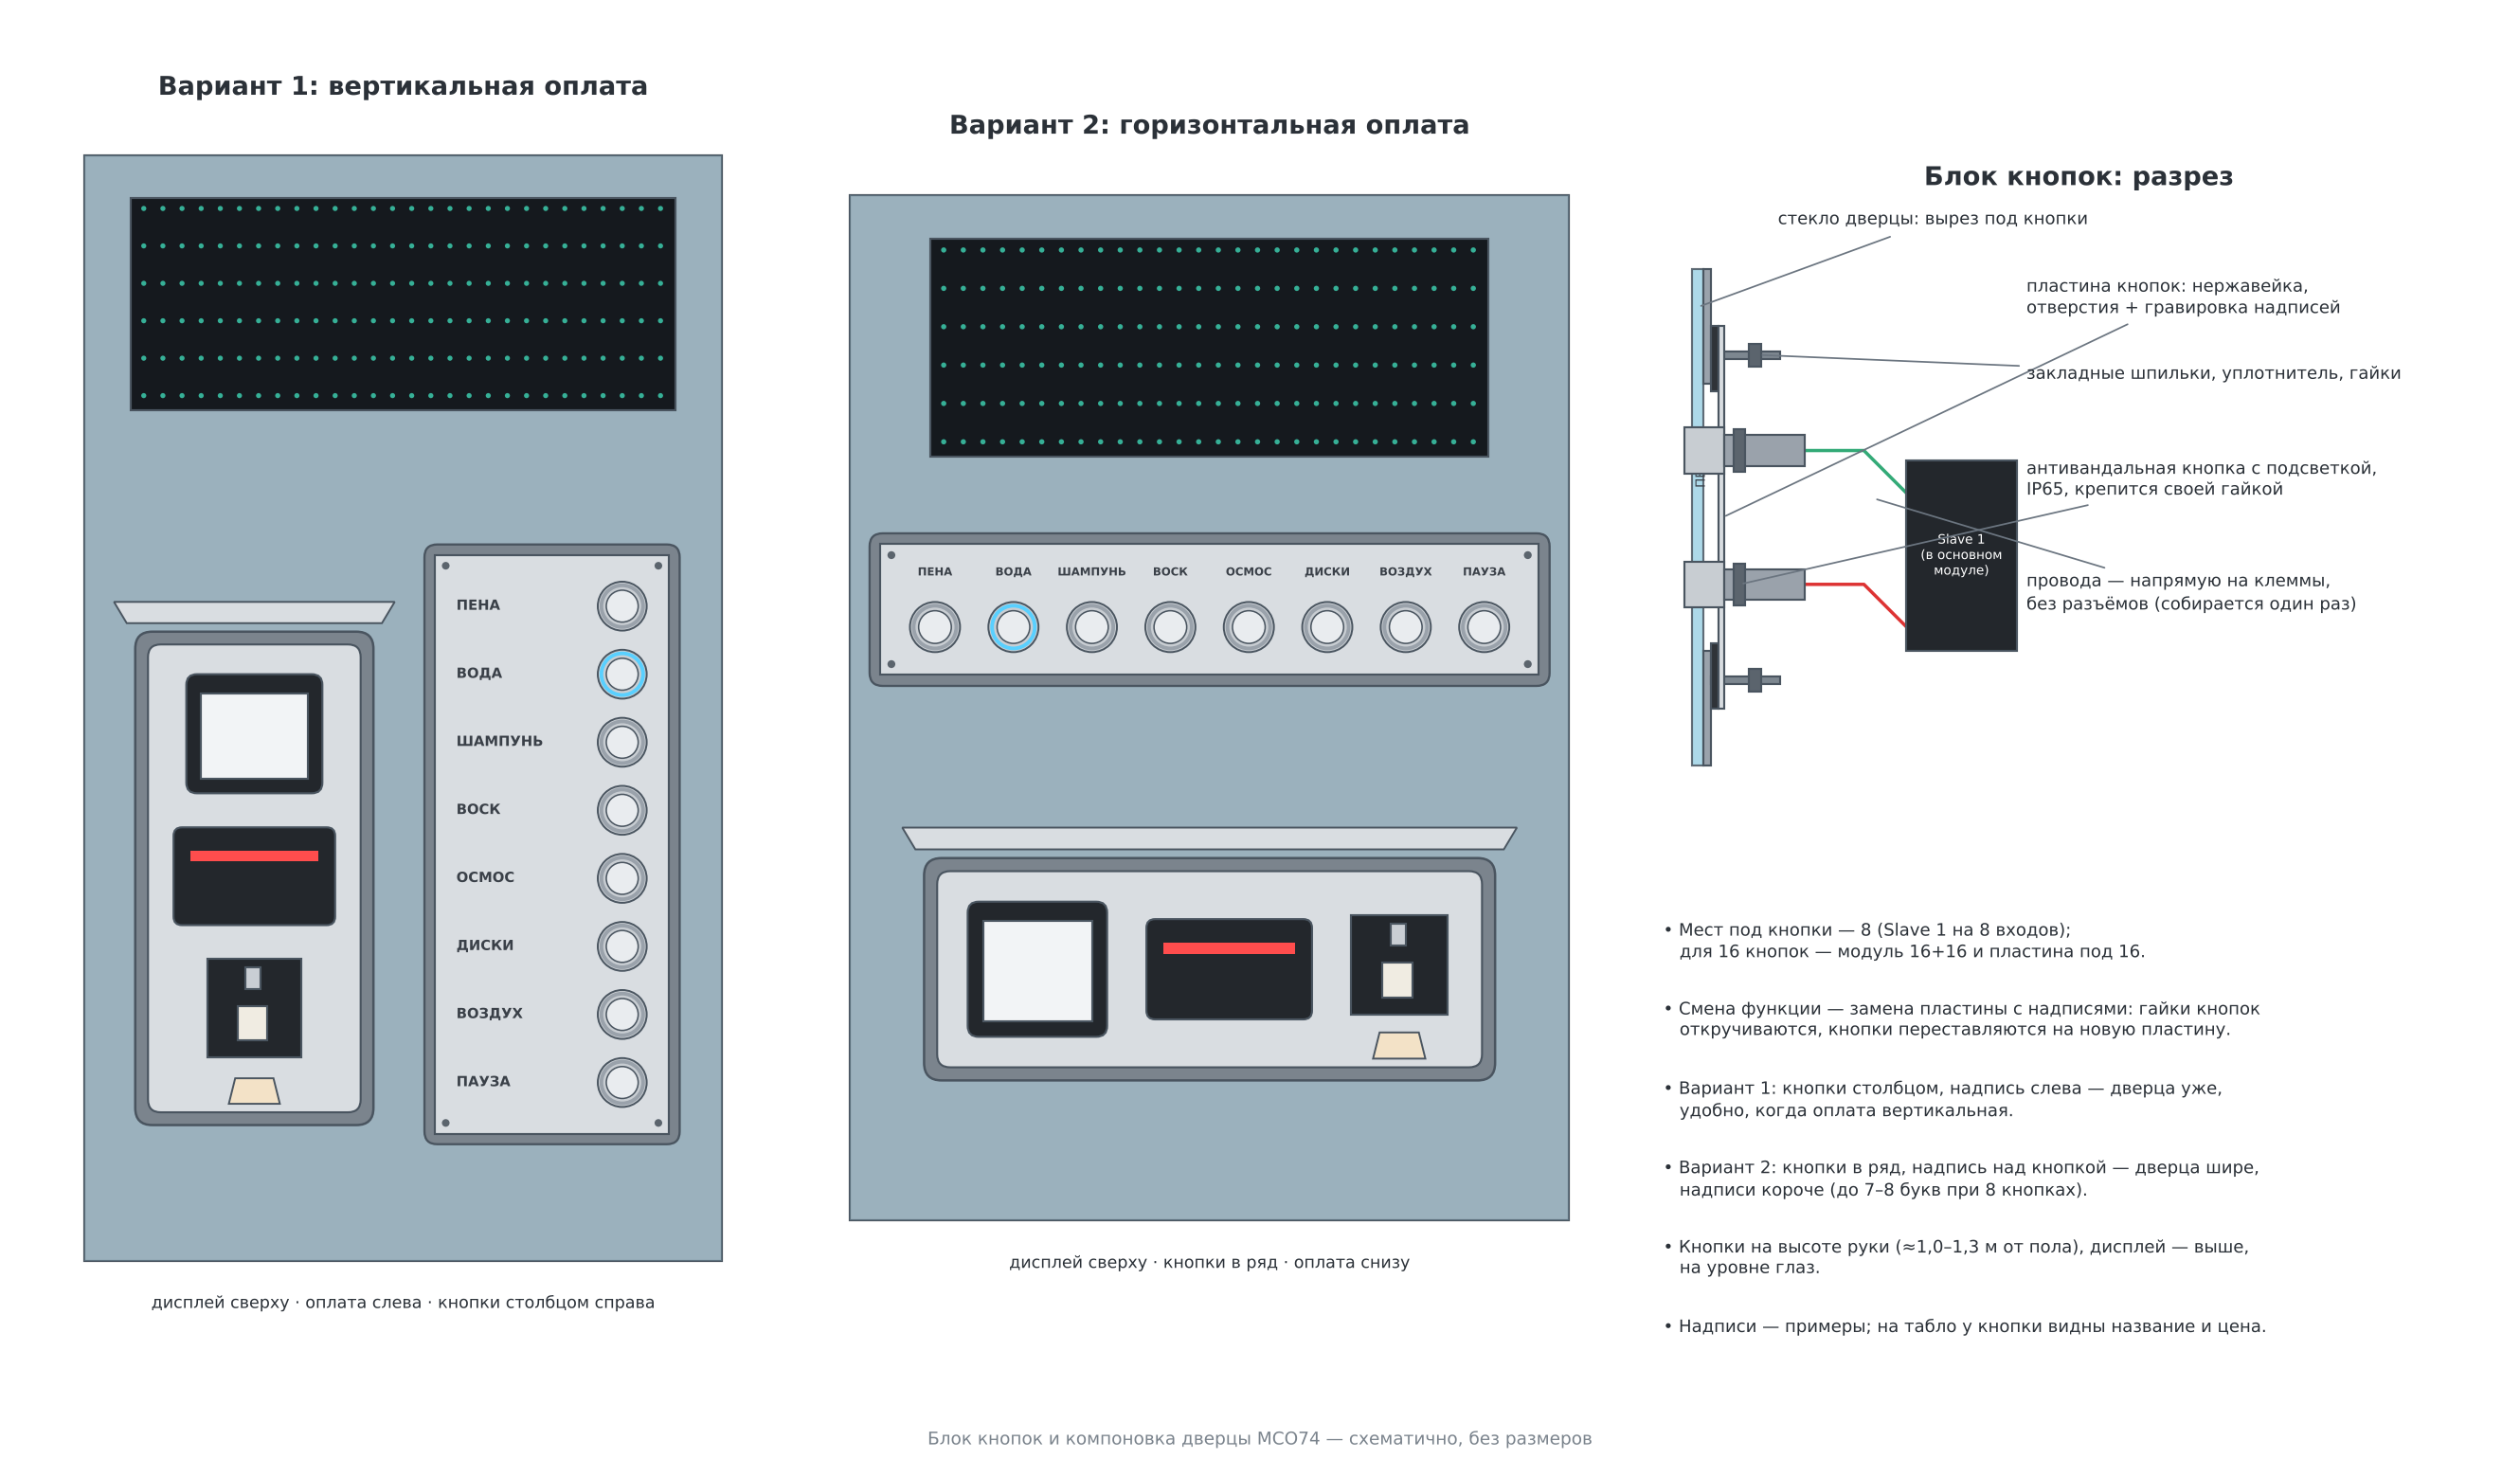 Вариант 1: вертикальная оплата
ПЕНА
ВОДА
ШАМПУНЬ
ВОСК
ОСМОС
ДИСКИ
ВОЗДУХ
ПАУЗА
дисплей сверху · оплата слева · кнопки столбцом справа
Вариант 2: горизонтальная оплата
ПЕНА ВОДА ШАМПУНЬ ВОСК ОСМОС ДИСКИ ВОЗДУХ ПАУЗА
дисплей сверху · кнопки в ряд · оплата снизу
Блок кнопок: разрез
стекло дверцы: вырез под кнопки
пластина кнопок: нержавейка,
отверстия + гравировка надписей
закладные шпильки, уплотнитель, гайки
антивандальная кнопка с подсветкой,
IP65, крепится своей гайкой
Slave 1
(в основном
модуле)
провода — напрямую на клеммы,
без разъёмов (собирается один раз)
• Мест под кнопки — 8 (Slave 1 на 8 входов);
для 16 кнопок — модуль 16+16 и пластина под 16.
• Смена функции — замена пластины с надписями: гайки кнопок
откручиваются, кнопки переставляются на новую пластину.
• Вариант 1: кнопки столбцом, надпись слева — дверца уже,
удобно, когда оплата вертикальная.
• Вариант 2: кнопки в ряд, надпись над кнопкой — дверца шире,
надписи короче (до 7–8 букв при 8 кнопках).
• Кнопки на высоте руки (≈1,0–1,3 м от пола), дисплей — выше,
на уровне глаз.
• Надписи — примеры; на табло у кнопки видны название и цена.
Блок кнопок и компоновка дверцы МСО74 — схематично, без размеров